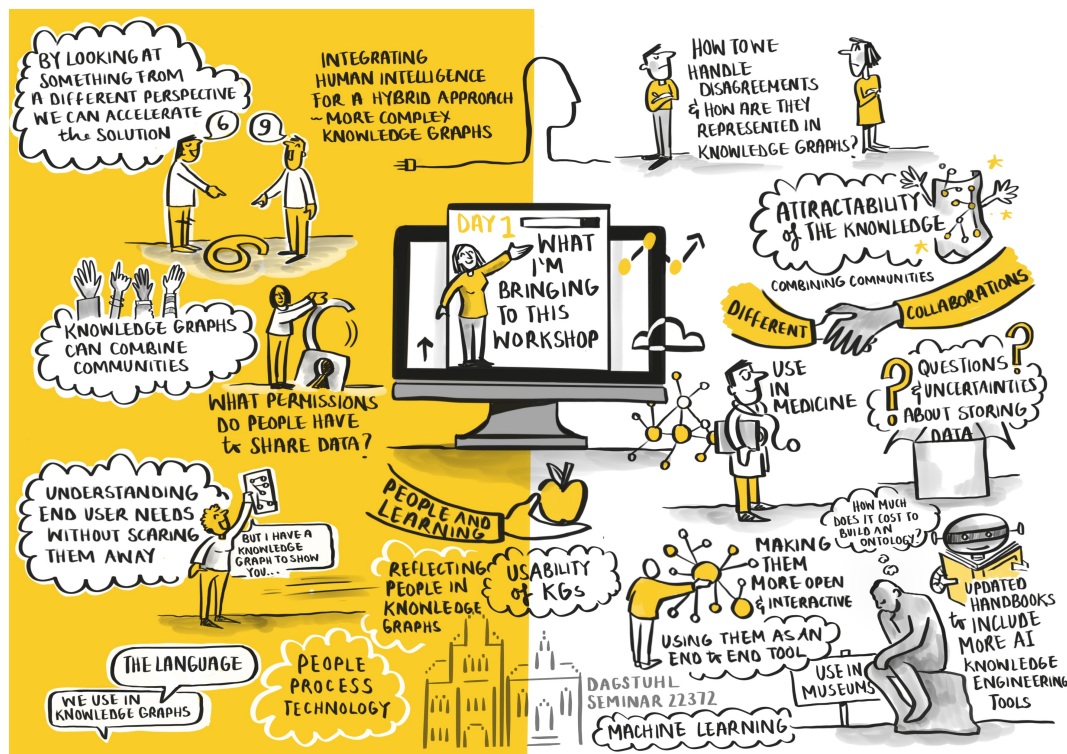 BY LOOKING AT
SOMETHING FROM
A DIFFERENT PERSPECTIVE
WE CAN ACCELERATE
the SOLUTION
6
9
6
INTEGRATING
HUMAN INTELLIGENCE
FOR A HYBRID APPROACH
~ MORE COMPLEX
KNOWLEDGE GRAPHS
HOW TO WE
HANDLE
DISAGREEMENTS
& HOW ARE THEY
REPRESENTED IN
KNOWLEDGE GRAPHS?
ATTRACTABILITY
of THE KNOWLEDGE
COMBINING COMMUNITIES
DIFFERENT
COLLABORATIONS
DAY 1
WHAT
I'M
BRINGING
TO THIS
WORKSHOP
KNOWLEDGE GRAPHS
CAN COMBINE
COMMUNITIES
WHAT PERMISSIONS
DO PEOPLE HAVE
to SHARE DATA?
USE
IN
MEDICINE
?
?
QUESTIONS
& UNCERTAINTIES
ABOUT STORING
DATA
UNDERSTANDING
END USER NEEDS
WITHOUT SCARING
THEM AWAY
BUT I HAVE A
KNOWLEDGE
GRAPH TO SHOW
YOU...
PEOPLE AND
LEARNING
REFLECTING
PEOPLE IN
KNOWLEDGE
GRAPHS
USABILITY
of KGs
MAKING
THEM
MORE OPEN
& INTERACTIVE
USING THEM AS AN
END to END TOOL
HOW MUCH
DOES IT COST TO
BUILD AN
ONTOLOGY?
UPDATED
HANDBOOKS
to INCLUDE
MORE AI
KNOWLEDGE
ENGINEERING
TOOLS
USE IN
MUSEUMS
THE LANGUAGE
WE USE IN
KNOWLEDGE GRAPHS
PEOPLE
PROCESS
TECHNOLOGY
DAGSTUHL
SEMINAR 22372
MACHINE LEARNING